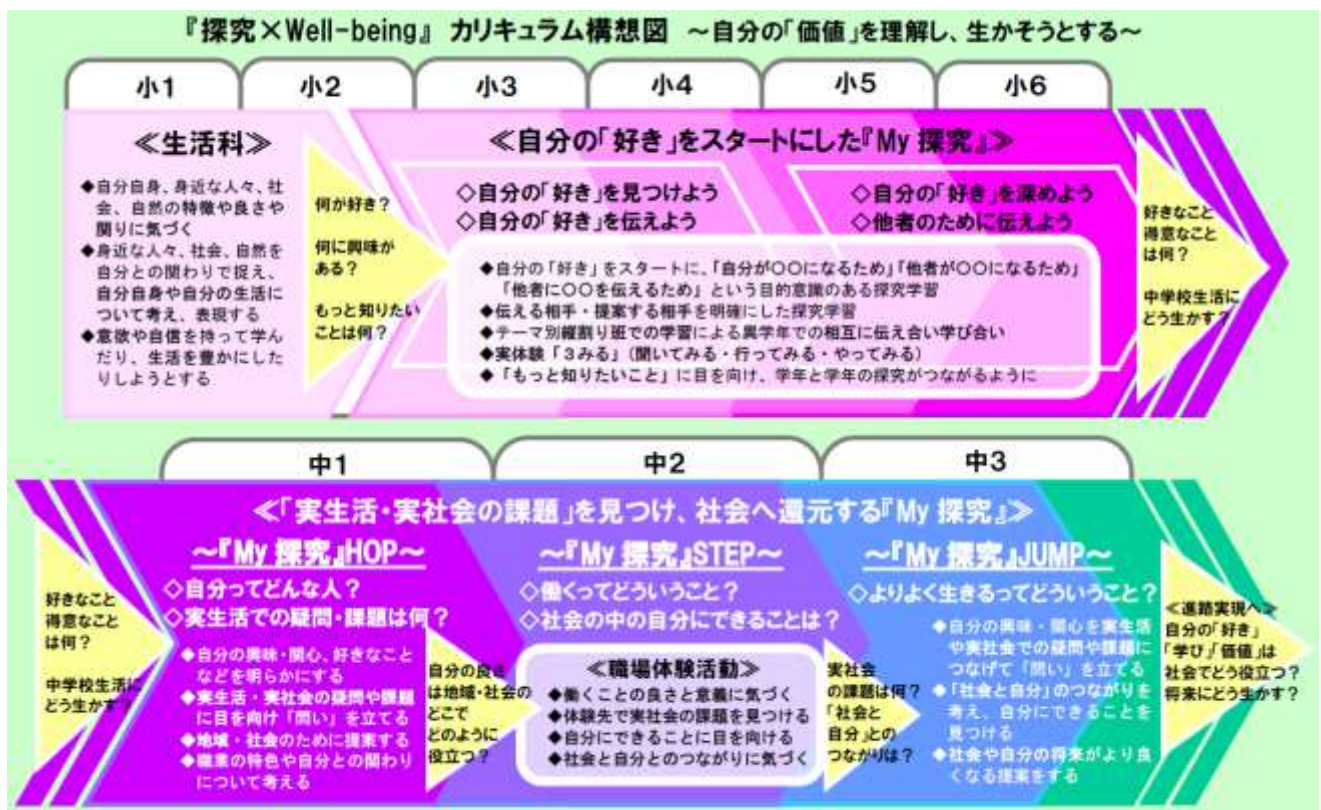 『探究×Well-being』 カリキュラム構想図 ～自分の「価値」を理解し、生かそうとする～
小1
小2
小3
小4
小5
小6
≪生活科≫
◆自分自身、身近な人々、社
会、自然の特徴や良さや
関りに気づく
◆身近な人々、社会、自然を
自分との関わりで捉え、
自分自身や自分の生活に
ついて考え、表現する
◆意欲や自信を持って学ん
だり、生活を豊かにした
りしようとする
何が好き？
何に興味が
ある？
もっと知りたい
ことは何？
≪自分の「好き」をスタートにした『My 探究』≫
◇自分の「好き」を見つけよう
◇自分の「好き」を伝えよう
◇自分の「好き」を深めよう
◇他者のために伝えよう
◆自分の「好き」をスタートに、「自分が〇〇になるため」「他者が〇〇になるため」
「他者に〇〇を伝えるため」という目的意識のある探究学習
◆伝える相手・提案する相手を明確にした探究学習
◆テーマ別縦割り班での学習による異学年での相互に伝え合い学び合い
◆実体験「３みる」（聞いてみる・行ってみる・やってみる）
◆「もっと知りたいこと」に目を向け、学年と学年の探究がつながるように
好きなこと
得意なこと
は何？
中学校生活に
どう生かす？
中1
中2
中3
≪「実生活・実社会の課題」を見つけ、社会へ還元する『My 探究』≫
好きなこと
得意なこと
は何？
中学校生活に
どう生かす？
～『My 探究』HOP～
◇自分ってどんな人？
◇実生活での疑問・課題は何？
◆自分の興味・関心、好きなこと
などを明らかにする
◆実生活・実社会の疑問や課題
に目を向け「問い」を立てる
◆地域・社会のために提案する
◆職業の特色や自分との関わり
について考える
自分の良さ
は地域・社会の
どこで
どのように
役立つ？
～『My 探究』STEP～
◇働くってどういうこと？
◇社会の中の自分にできることは？
≪職場体験活動≫
◆働くことの良さと意義に気づく
◆体験先で実社会の課題を見つける
◆自分にできることに目を向ける
◆社会と自分とのつながりに気づく
実社会
の課題は何？
「社会と
自分」との
つながりは？
～『My 探究』JUMP～
◇よりよく生きるってどういうこと？
◆自分の興味・関心を実生活
や実社会での疑問や課題に
つなげて「問い」を立てる
◆「社会と自分」のつながりを
考え、自分にできることを
見つける
◆社会や自分の将来がより良
くなる提案をする
≪進路実現へ≫
自分の「好き」
「学び」「価値」は
社会でどう役立つ？
将来にどう生かす？